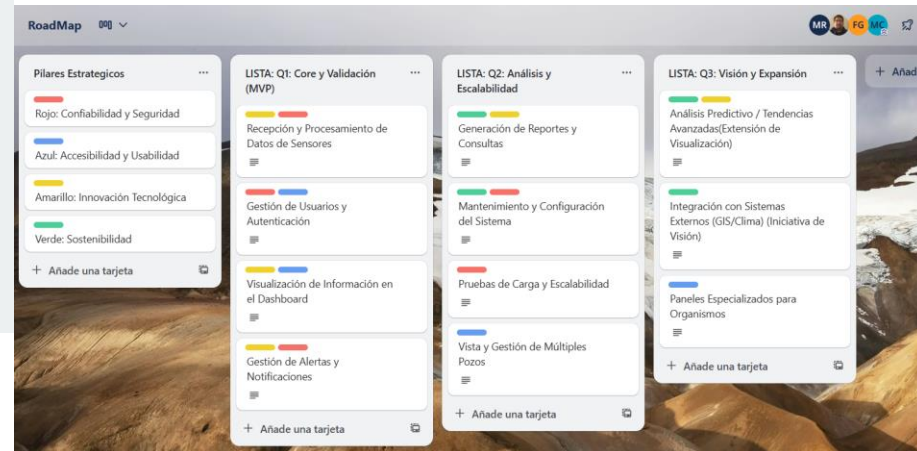 RoadMap
MR
FG
MC
Pilares Estrategicos
Rojo: Confiabilidad y Seguridad
Azul: Accesibilidad y Usabilidad
Amarillo: Innovación Tecnológica
Verde: Sostenibilidad
+ Añade una tarjeta
LISTA: Q1: Core y Validación
(MVP)
Recepción y Procesamiento de
Datos de Sensores
Gestión de Usuarios y
Autenticación
Visualización de Información en
el Dashboard
Gestión de Alertas y
Notificaciones
+ Añade una tarjeta
LISTA: Q2: Análisis y
Escalabilidad
Generación de Reportes y
Consultas
Mantenimiento y Configuración
del Sistema
Pruebas de Carga y Escalabilidad
Vista y Gestión de Múltiples
Pozos
+ Añade una tarjeta
LISTA: Q3: Visión y Expansión
Análisis Predictivo / Tendencias
Avanzadas(Extensión de
Visualización)
Integración con Sistemas
Externos (GIS/Clima) (Iniciativa de
Visión)
Paneles Especializados para
Organismos
+ Añade una tarjeta
+ Añad